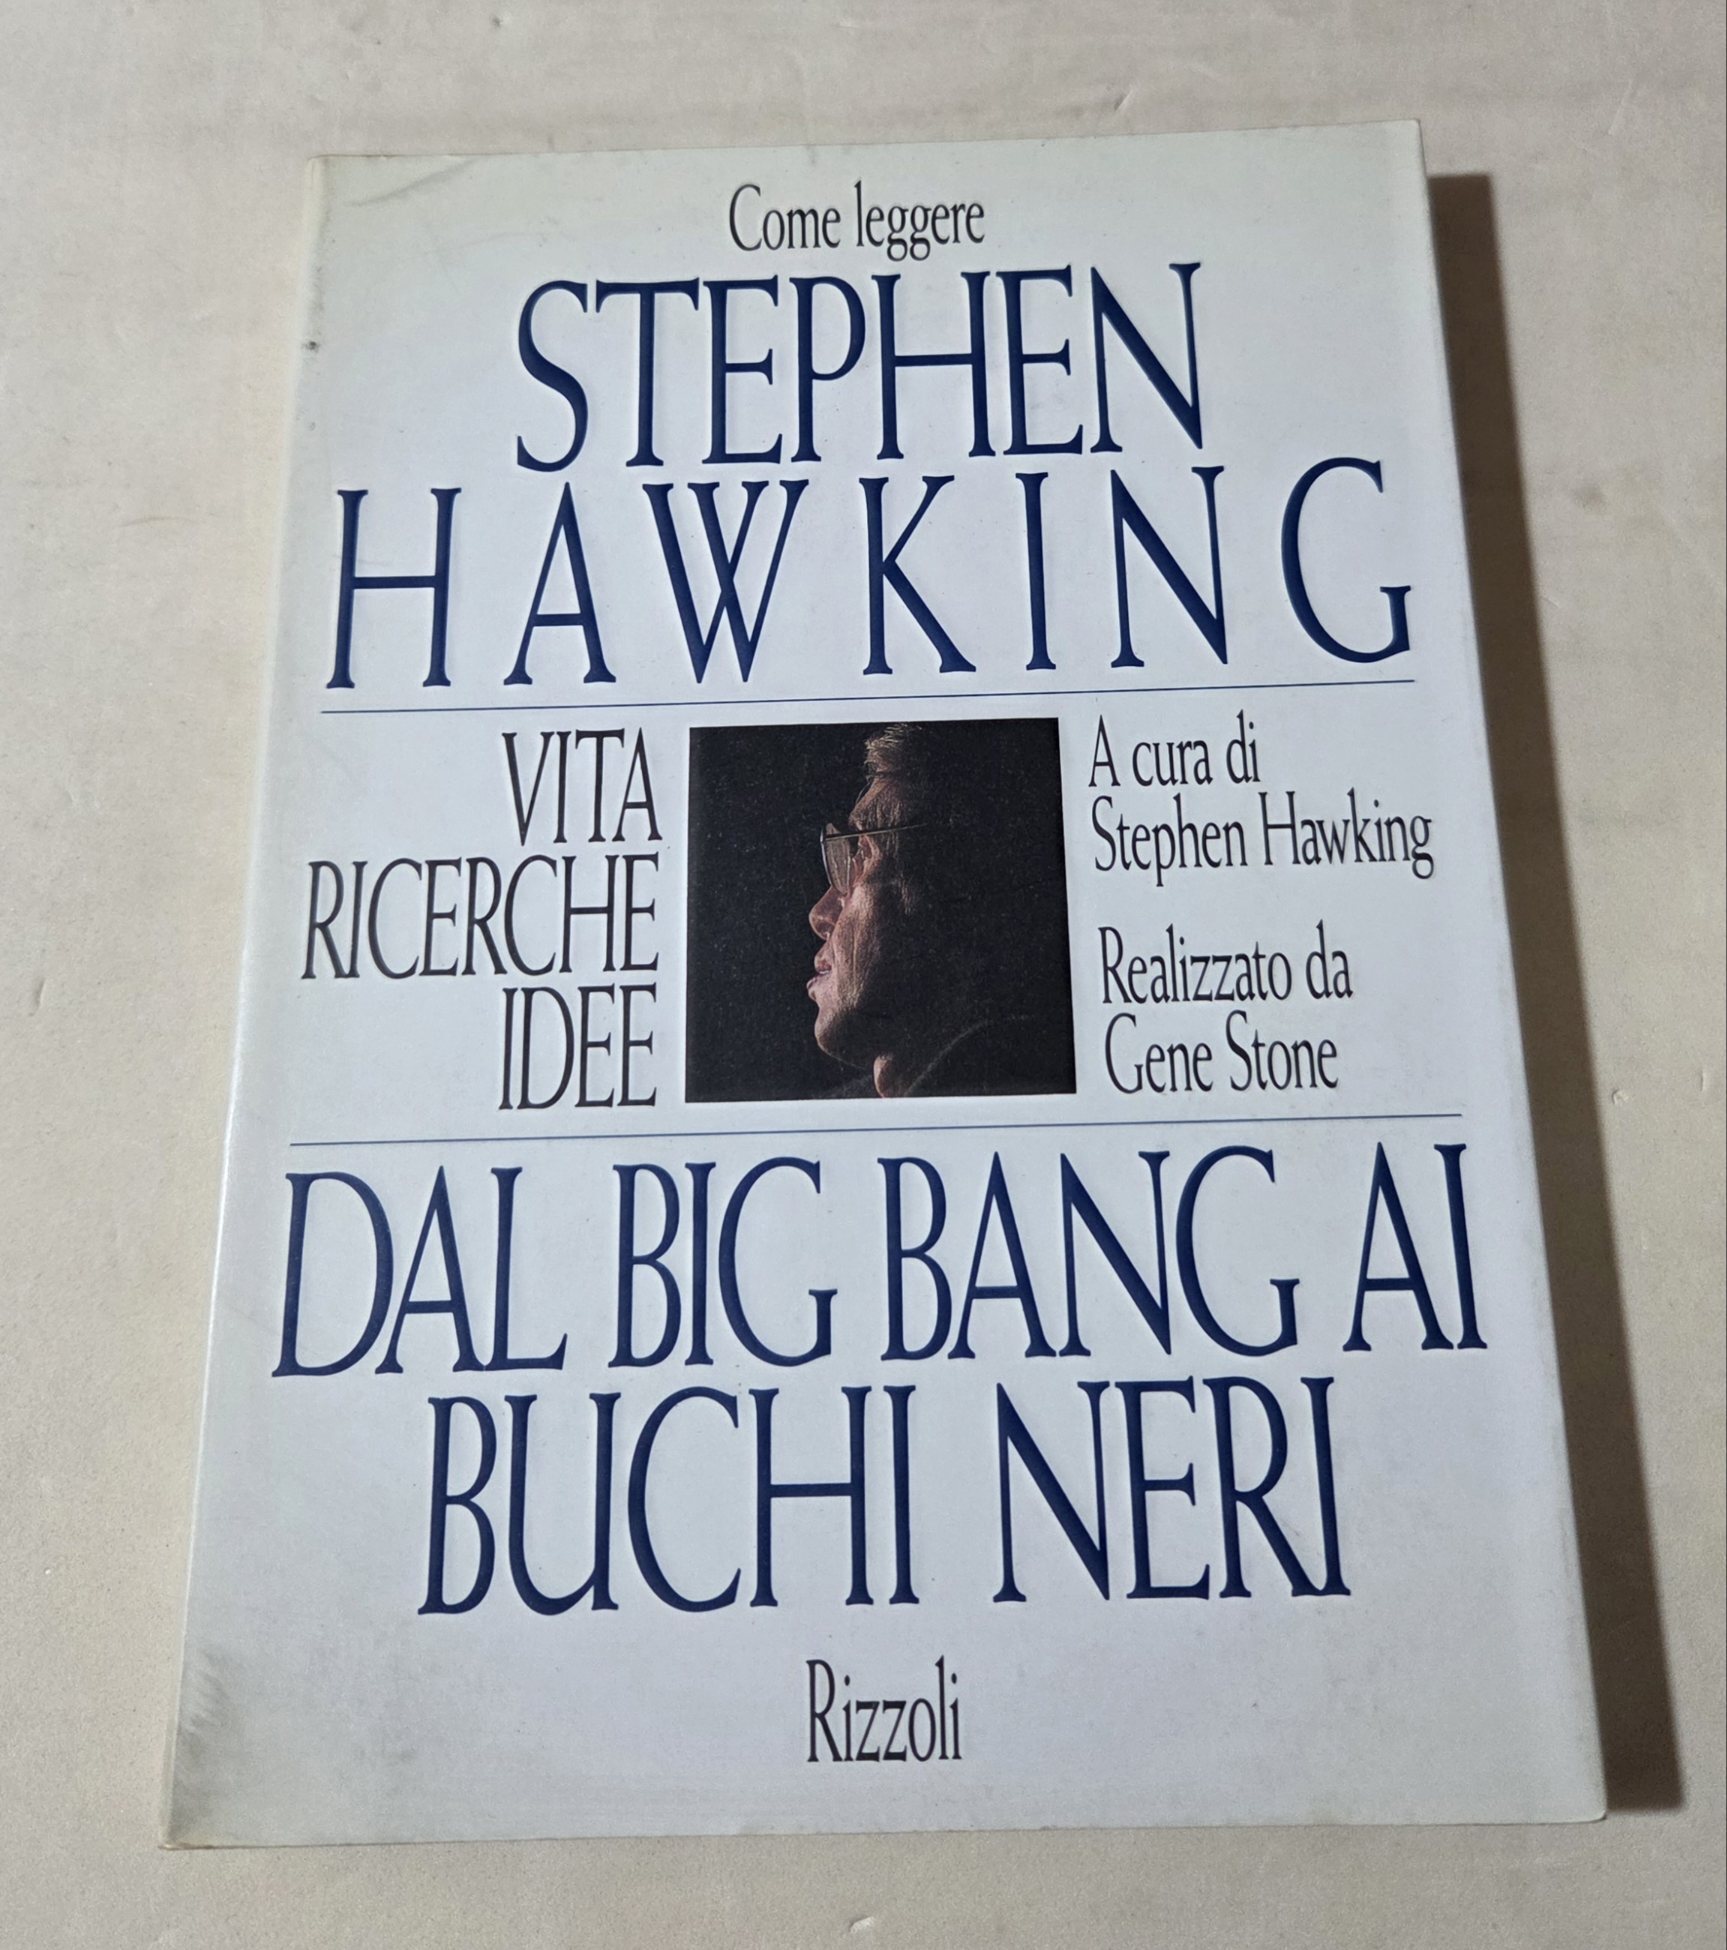 Come leggere
STEPHEN
HAWKING
VITA
RICERCHE
IDEE
A cura di
Stephen Hawking
Realizzato da
Gene Stone
DAL BIG BANG AI
BUCHI NERI
Rizzoli